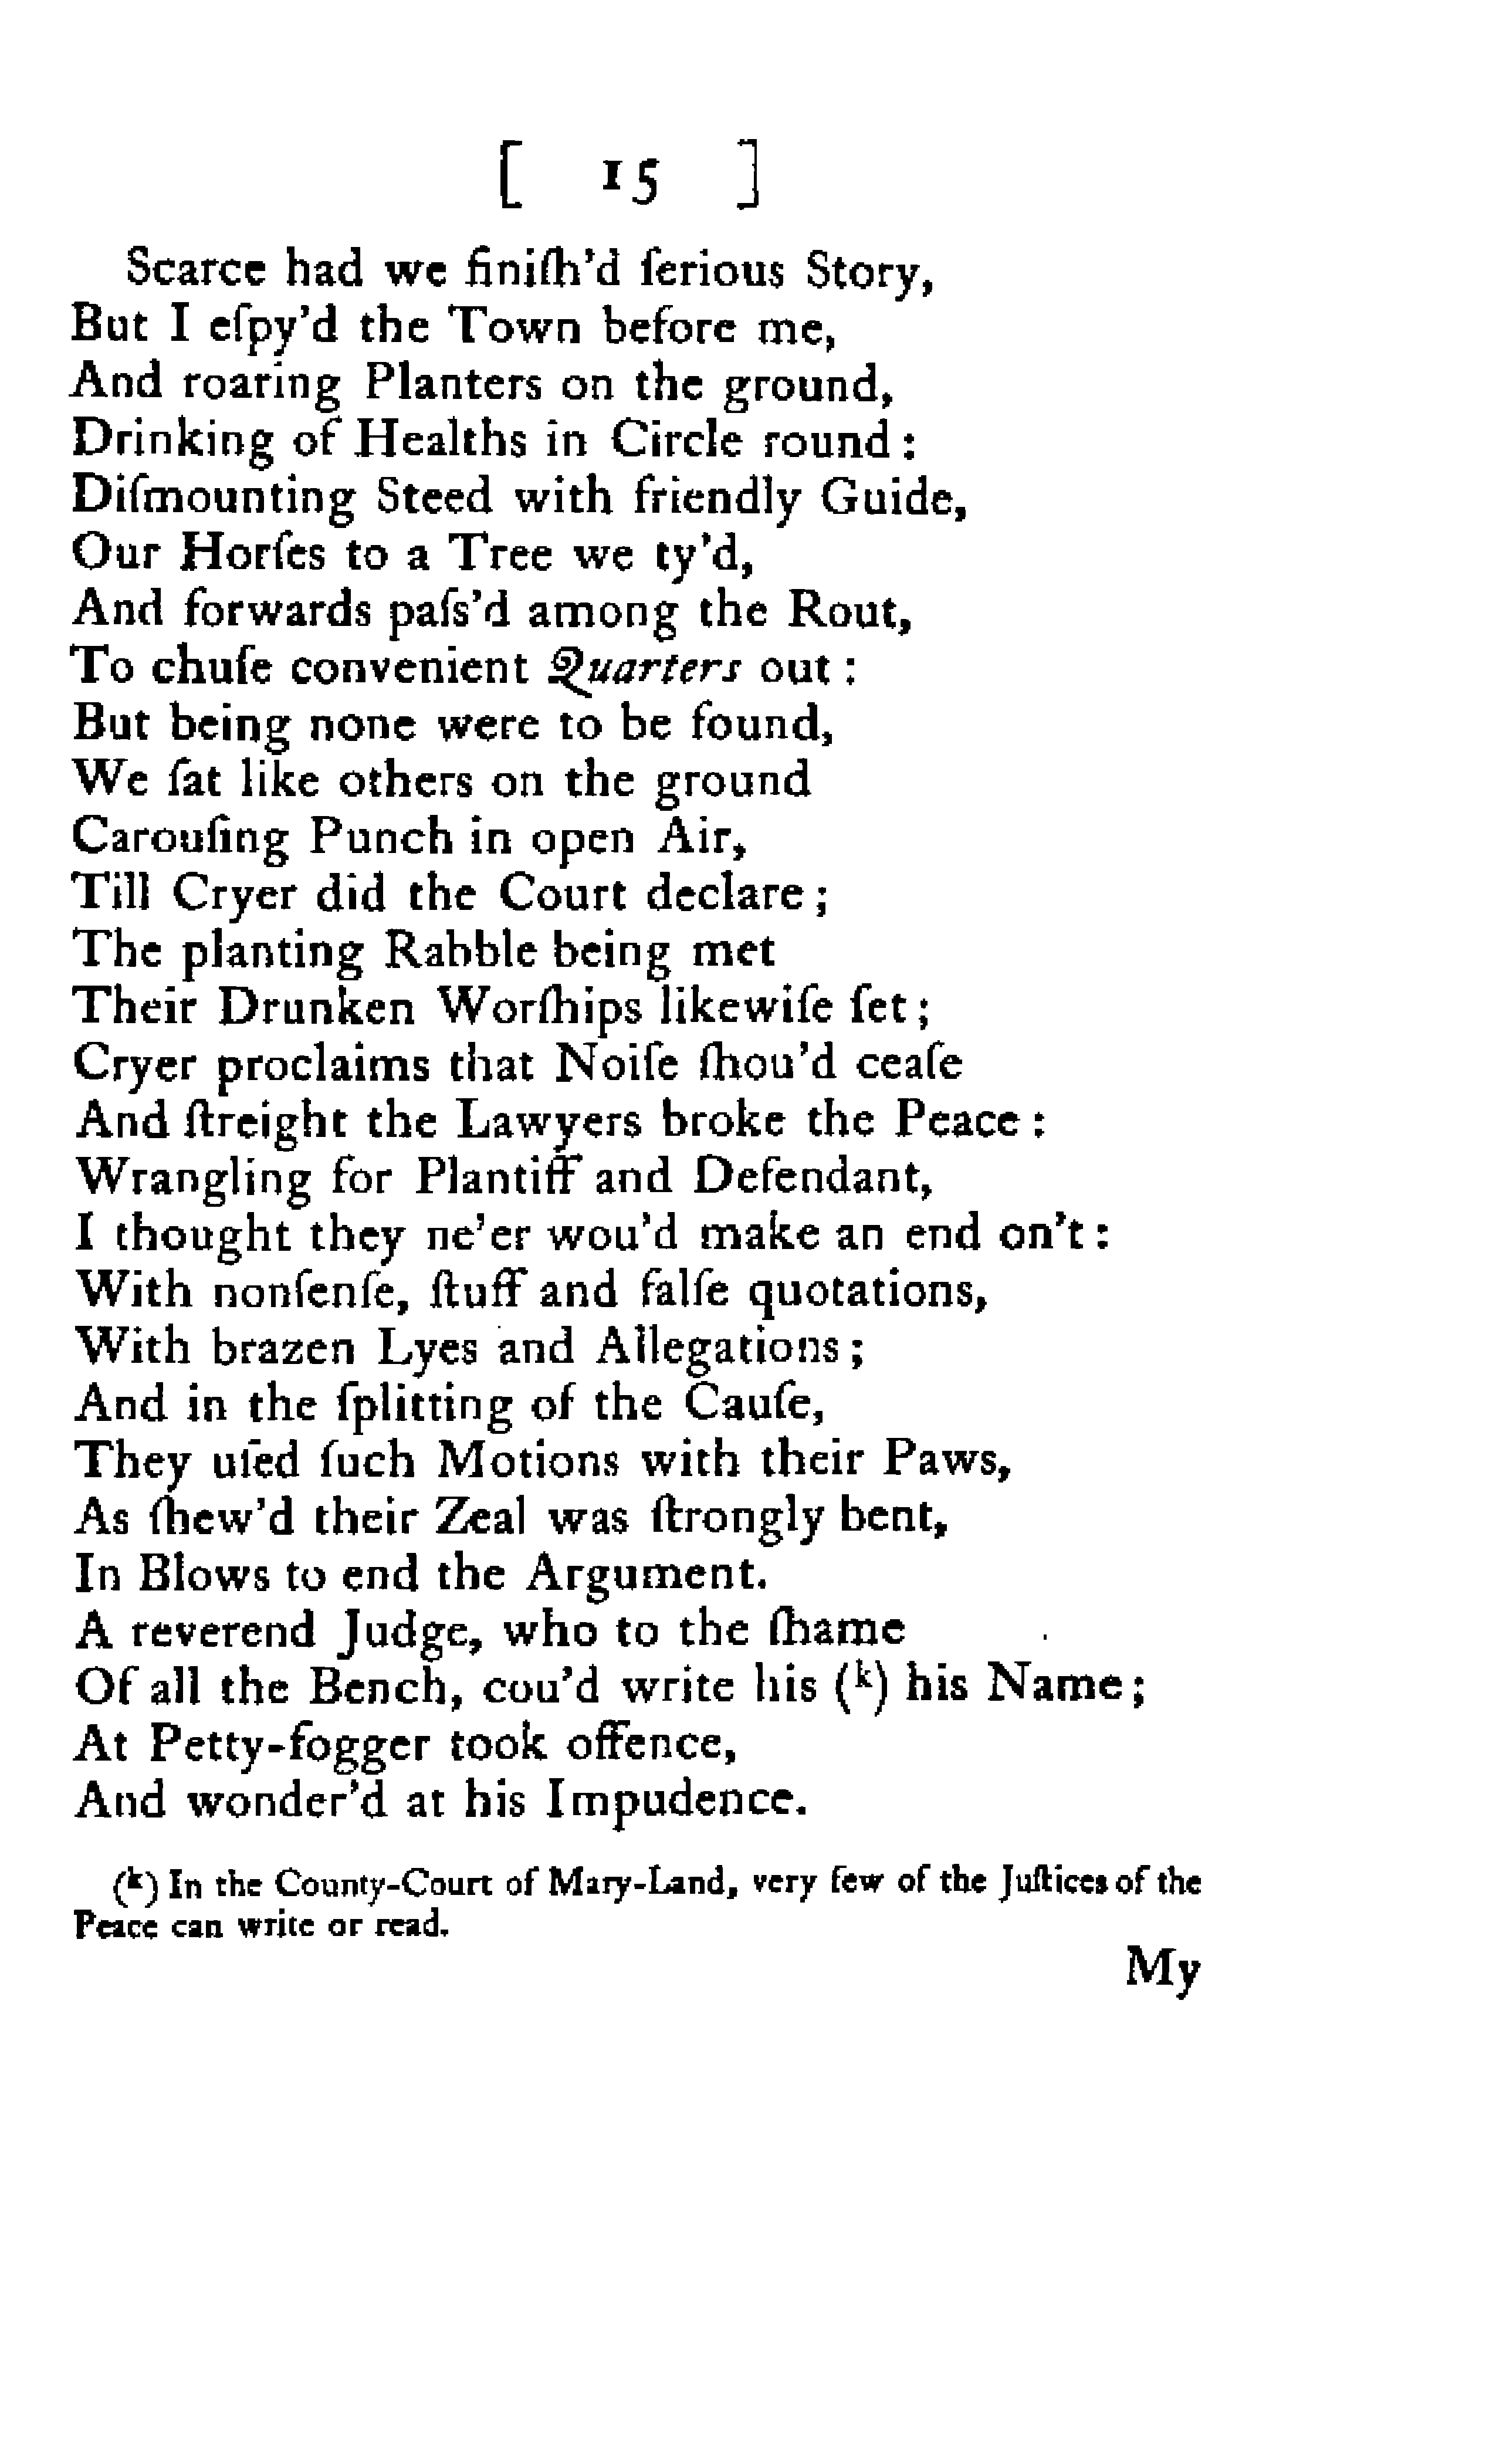 [ 15 ]
Scarce had we finiſh'd ſerious Story,
But I eſpy'd the Town before me,
And roaring Planters on the ground,
Drinking of Healths in Circle round :
Diſmounting Steed with friendly Guide,
Our Horſes to a Tree we ty'd,
And forwards paſs'd among the Rout,
To chuſe convenient Quarters out :
But being none were to be found,
We ſat like others on the ground
Carouſing Punch in open Air,
Till Cryer did the Court declare ;
The planting Rabble being met
Their Drunken Worſhips likewiſe ſet ;
Cryer proclaims that Noiſe ſhou'd ceaſe
And ſtreight the Lawyers broke the Peace :
Wrangling for Plantiff and Defendant,
I thought they ne'er wou'd make an end on't :
With nonſenſe, ſtuff and falſe quotations,
With brazen Lyes and Allegations ;
And in the ſplitting of the Cauſe,
They uſed ſuch Motions with their Paws,
As ſhew'd their Zeal was ſtrongly bent,
In Blows to end the Argument.
A reverend Judge, who to the ſhame
Of all the Bench, cou'd write his (k) his Name ;
At Petty-fogger took offence,
And wonder'd at his Impudence.
(k) In the County-Court of Mary-Land, very few of the Juſtices of the
Peace can write or read.
My